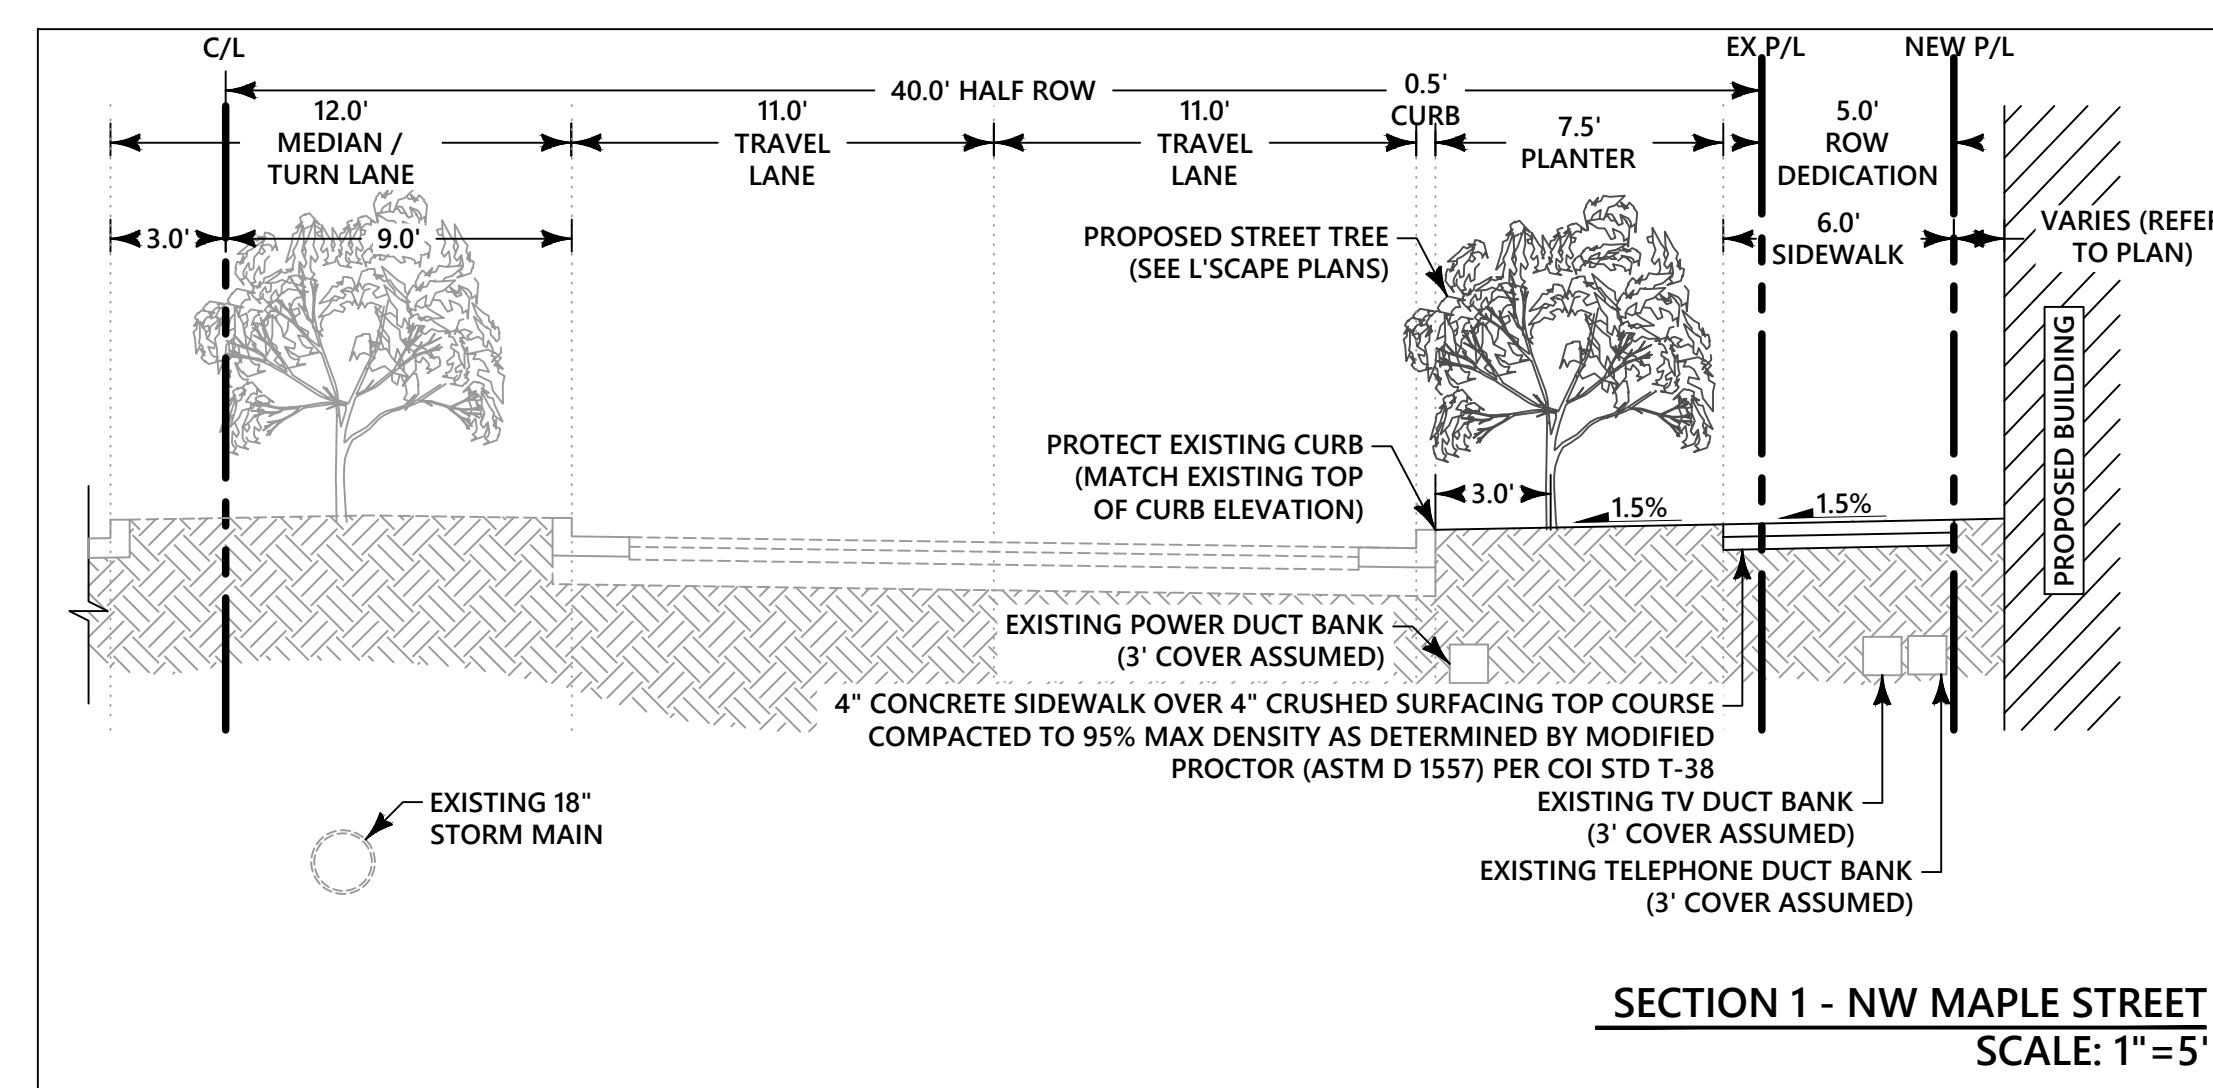 C/L
EX P/L
NEW P/L
40.0' HALF ROW
12.0'
MEDIAN /
TURN LANE
11.0'
TRAVEL
LANE
11.0'
TRAVEL
LANE
0.5'
CURB
7.5'
PLANTER
5.0'
ROW
DEDICATION
3.0'
9.0'
PROPOSED STREET TREE
(SEE L'SCAPE PLANS)
6.0'
SIDEWALK
VARIES (REFER
TO PLAN)
PROPOSED BUILDING
PROTECT EXISTING CURB
(MATCH EXISTING TOP
OF CURB ELEVATION)
3.0'
1.5%
1.5%
EXISTING POWER DUCT BANK
(3' COVER ASSUMED)
4" CONCRETE SIDEWALK OVER 4" CRUSHED SURFACING TOP COURSE
COMPACTED TO 95% MAX DENSITY AS DETERMINED BY MODIFIED
PROCTOR (ASTM D 1557) PER COI STD T-38
EXISTING 18"
STORM MAIN
EXISTING TV DUCT BANK
(3' COVER ASSUMED)
EXISTING TELEPHONE DUCT BANK
(3' COVER ASSUMED)
SECTION 1 - NW MAPLE STREET
SCALE: 1"=5'